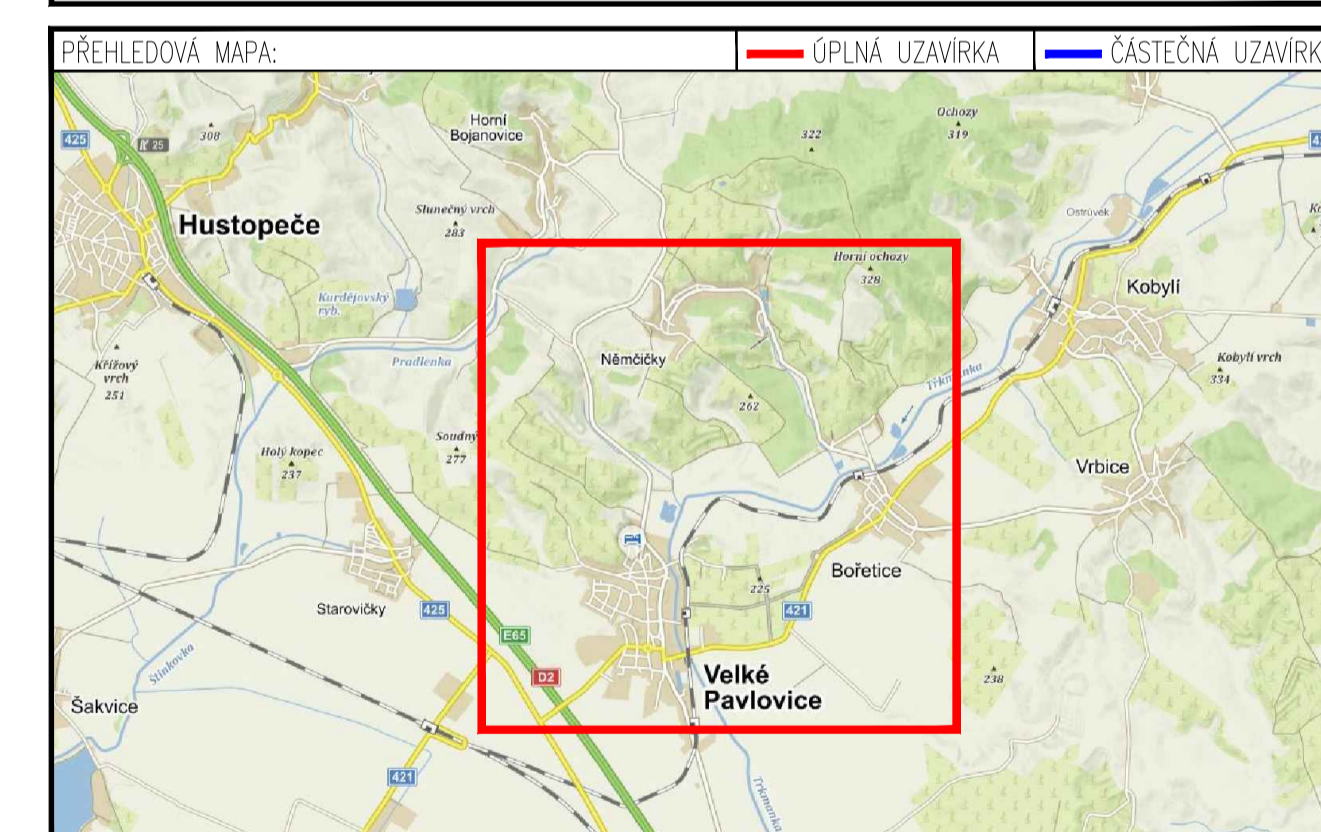 PŘEHLEDOVÁ MAPA:
ÚPLNÁ UZAVÍRKA
ČÁSTEČNÁ UZAVÍRK
425
25
308
Horní
Bojanovice
322
Ochozy
319
Hustopeče
Slunečný vrch
283
Ostrůvek
Horní ochozy
328
Kobylí
Kurdějovský
ryb.
Křížový
vrch
251
Pradlenka
Němčičky
Trkmanka
Kobylí vrch
334
262
Soudný
277
Holý kopec
237
Vrbice
Bořetice
225
Starovičky
425
421
E65
D2
Štinkovka
Velké
Pavlovice
238
Šakvice
421
Trkmanka